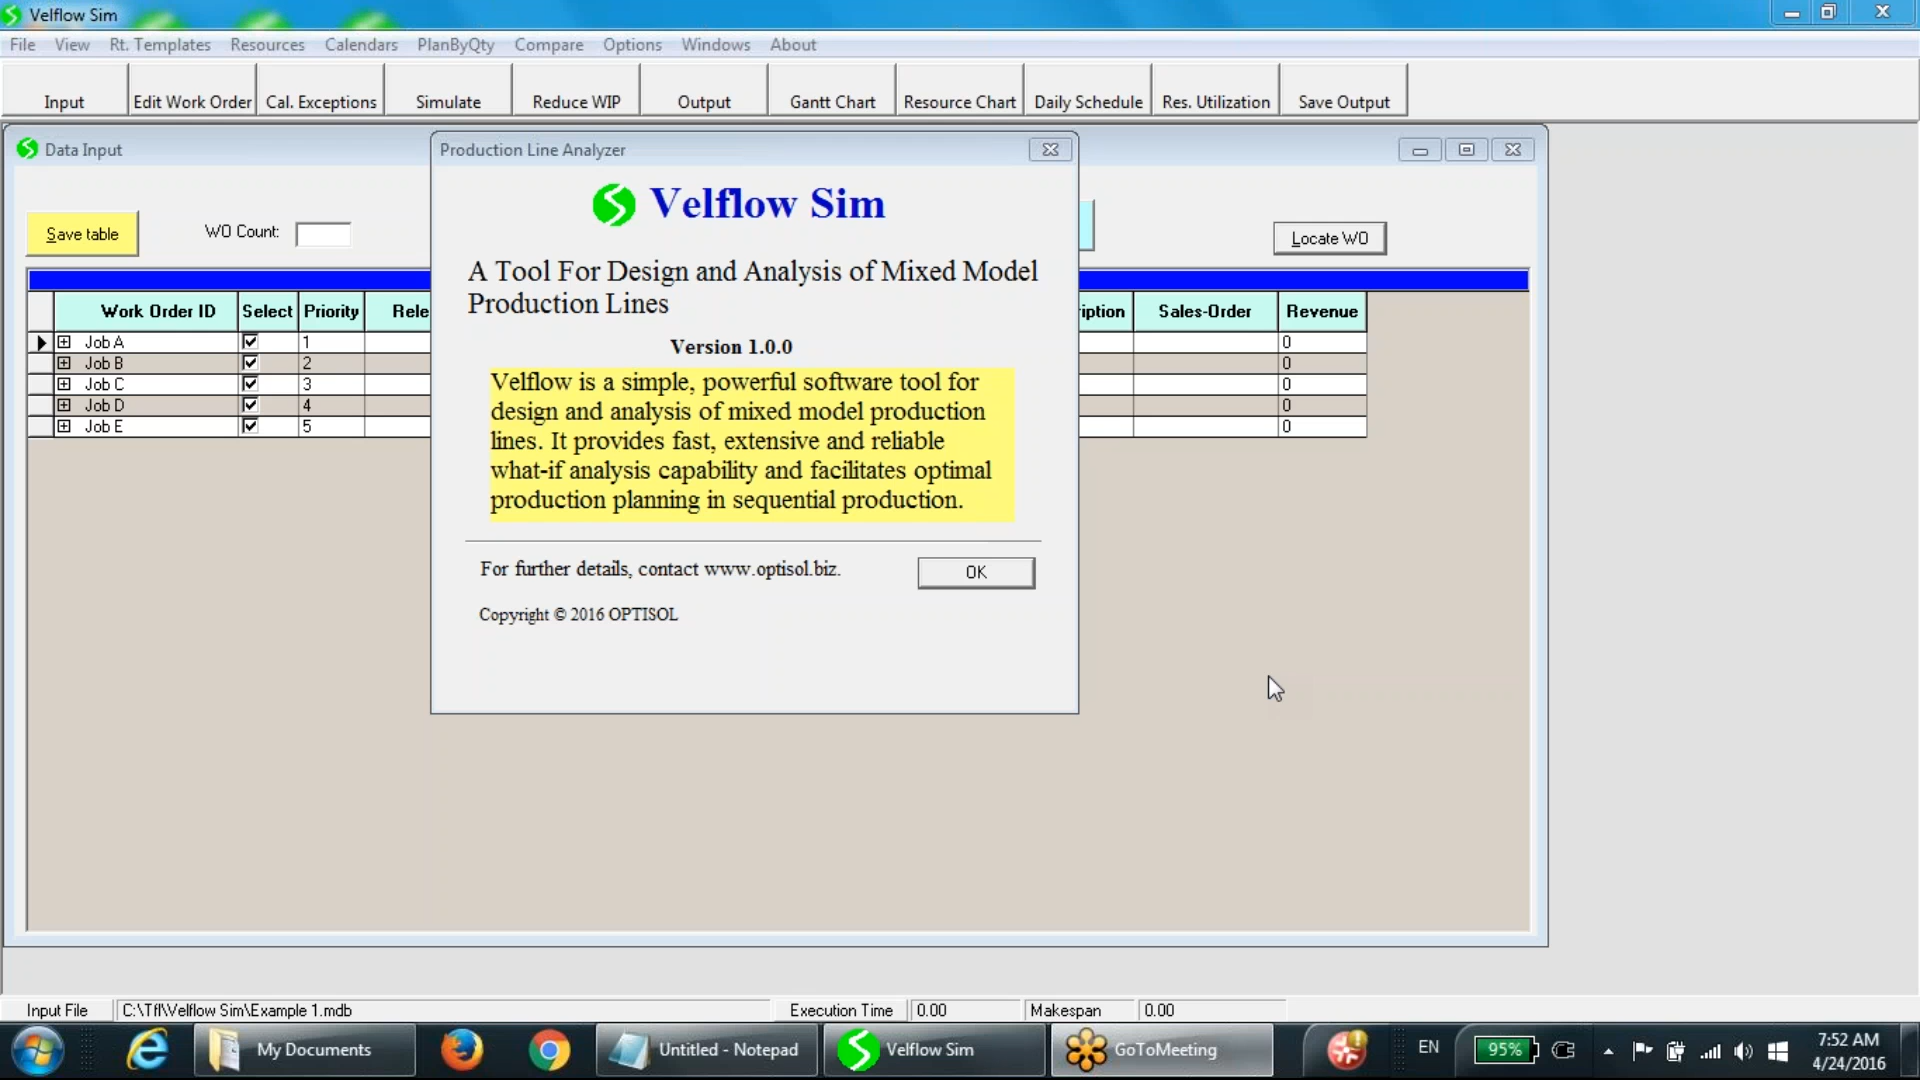 Velflow Sim
File View Rt. Templates Resources Calendars PlanByQty Compare Options Windows About
Input Edit Work Order Cal. Exceptions Simulate Reduce WIP Output Gantt Chart Resource Chart Daily Schedule Res. Utilization Save Output
Data Input
Production Line Analyzer
Velflow Sim
Save table WO Count: Locate WO
A Tool For Design and Analysis of Mixed Model
Production Lines
Work Order ID Select Priority Rele iption Sales-Order Revenue
Job A 1 0
Job B 2 0
Job C 3 0
Job D 4 0
Job E 5 0
Version 1.0.0
Velflow is a simple, powerful software tool for
design and analysis of mixed model production
lines. It provides fast, extensive and reliable
what-if analysis capability and facilitates optimal
production planning in sequential production.
For further details, contact www.optisol.biz.
OK
Copyright © 2016 OPTISOL
Input File C:\Tfl\Velflow Sim\Example 1.mdb Execution Time 0.00 Makespan 0.00
My Documents Untitled - Notepad Velflow Sim GoToMeeting EN 95% 7:52 AM
4/24/2016